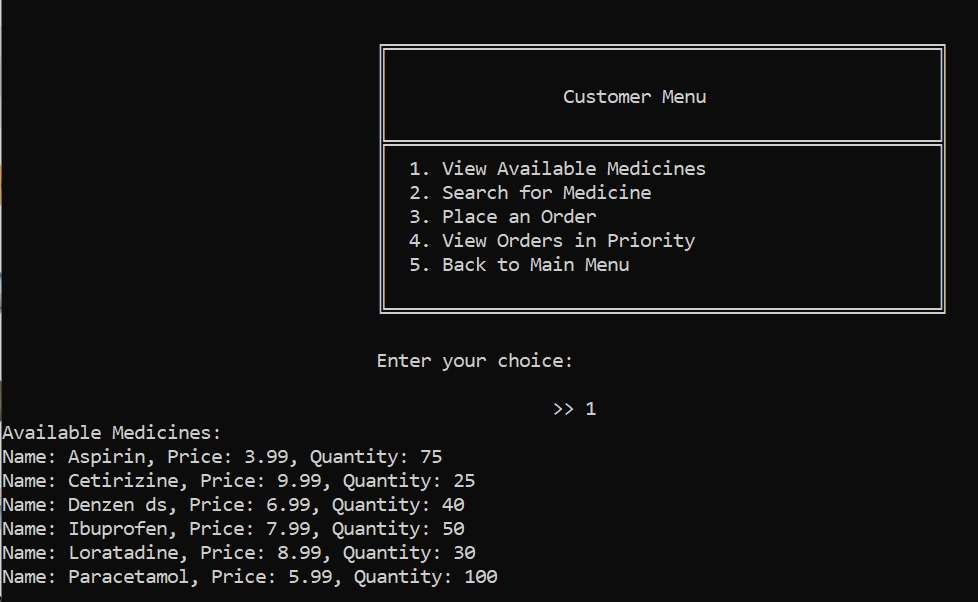 Customer Menu
1. View Available Medicines
2. Search for Medicine
3. Place an Order
4. View Orders in Priority
5. Back to Main Menu
Enter your choice:
>> 1
Available Medicines:
Name: Aspirin, Price: 3.99, Quantity: 75
Name: Cetirizine, Price: 9.99, Quantity: 25
Name: Denzen ds, Price: 6.99, Quantity: 40
Name: Ibuprofen, Price: 7.99, Quantity: 50
Name: Loratadine, Price: 8.99, Quantity: 30
Name: Paracetamol, Price: 5.99, Quantity: 100